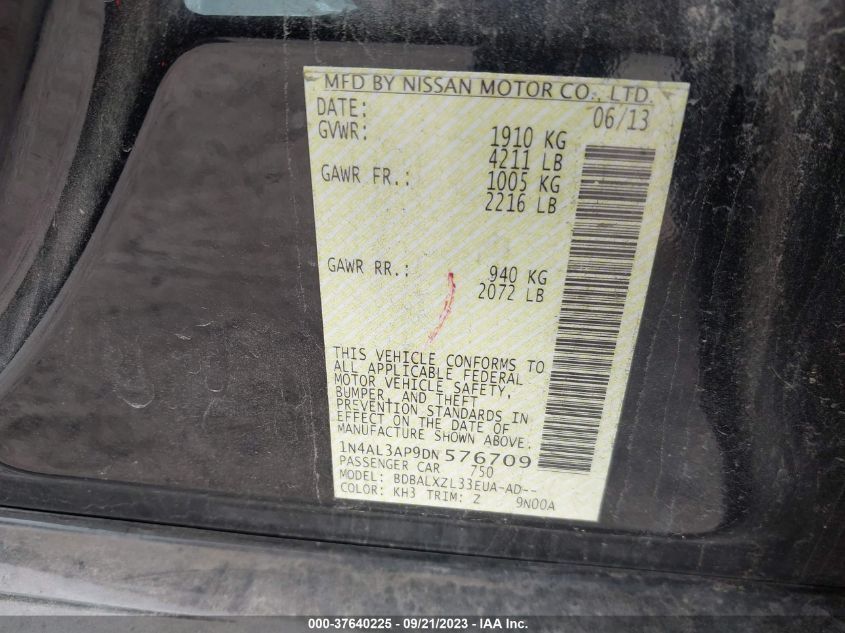 MFD BY NISSAN MOTOR CO., LTD.
DATE: 06/13
GVWR: 1910 KG
4211 LB
GAWR FR.: 1005 KG
2216 LB
GAWR RR.: 940 KG
2072 LB
THIS VEHICLE CONFORMS TO
ALL APPLICABLE FEDERAL
MOTOR VEHICLE SAFETY,
BUMPER, AND THEFT
PREVENTION STANDARDS IN
EFFECT ON THE DATE OF
MANUFACTURE SHOWN ABOVE.
1N4AL3AP9DN 576709
PASSENGER CAR 750
MODEL: BDBALXZL33EUA-AD--
COLOR: KH3 TRIM: Z 9N00A
000-37640225 - 09/21/2023 - IAA Inc.